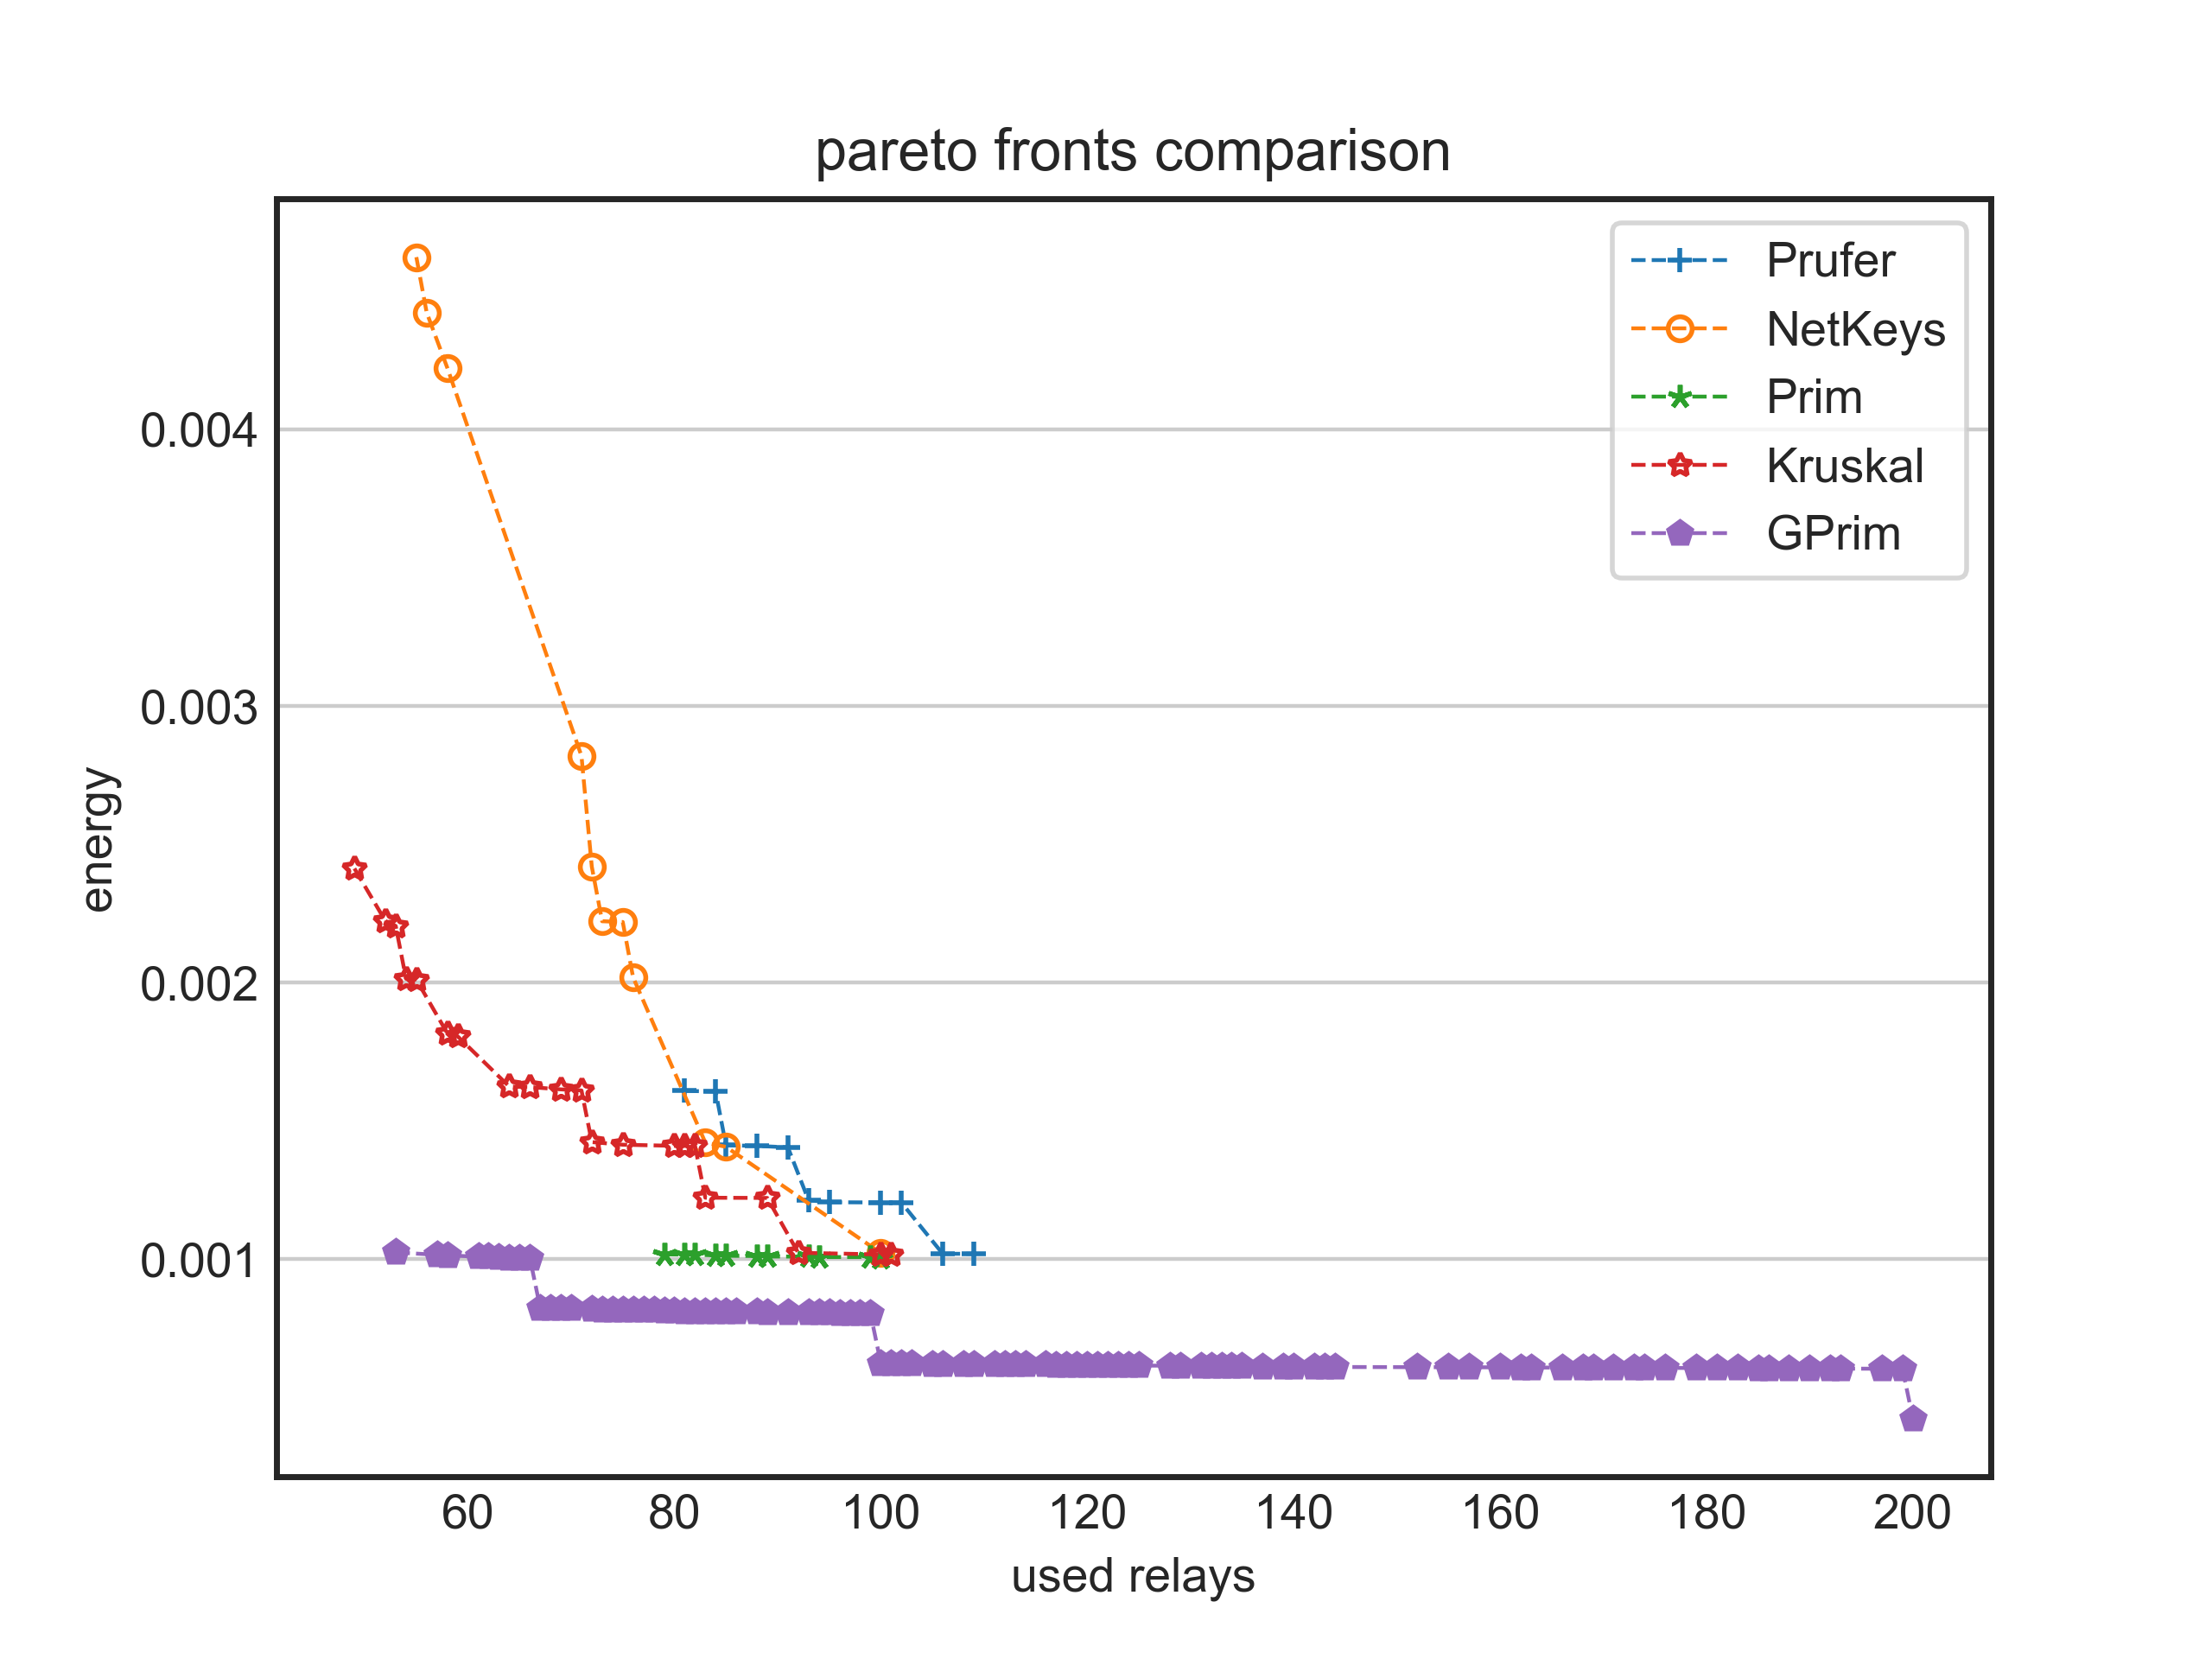 pareto fronts comparison
Prufer
NetKeys
Prim
Kruskal
GPrim
energy
0.004
0.003
0.002
0.001
60 80 100 120 140 160 180 200
used relays